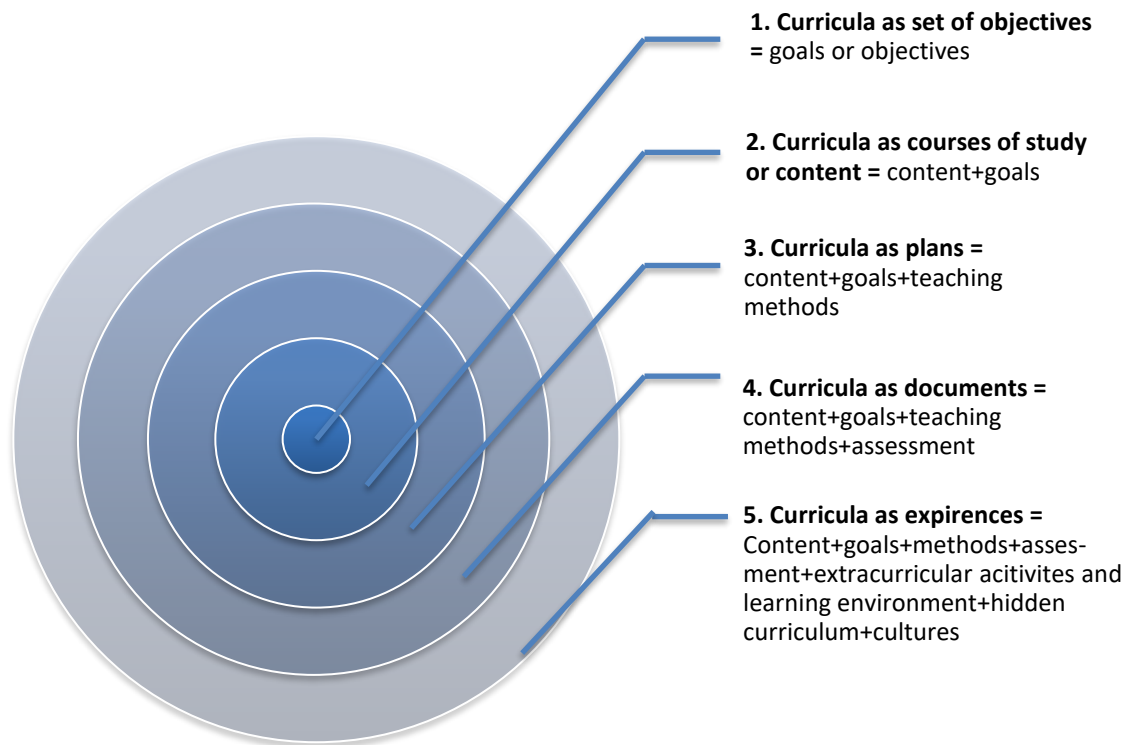 1. Curricula as set of objectives
= goals or objectives
2. Curricula as courses of study
or content = content+goals
3. Curricula as plans =
content+goals+teaching
methods
4. Curricula as documents =
content+goals+teaching
methods+assessment
5. Curricula as expirences =
Content+goals+methods+asses-
ment+extracurricular acitivites and
learning environment+hidden
curriculum+cultures